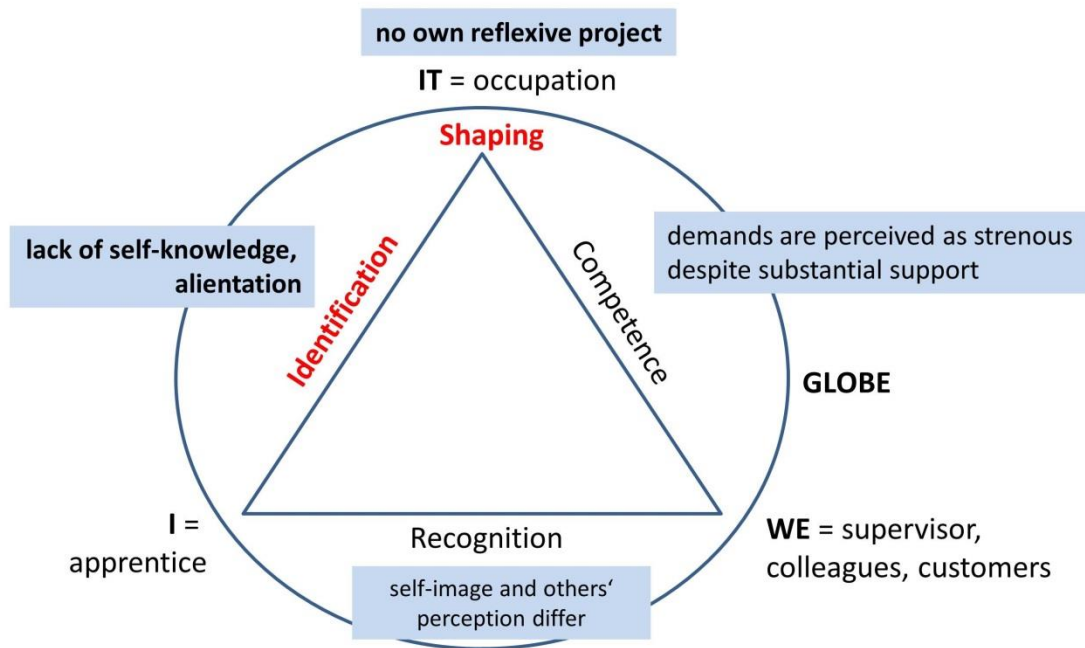 no own reflexive project
IT = occupation
Shaping
lack of self-knowledge,
alientation
Identification
Competence
demands are perceived as strenous
despite substantial support
GLOBE
I =
apprentice
Recognition
WE = supervisor,
colleagues, customers
self-image and others‘
perception differ